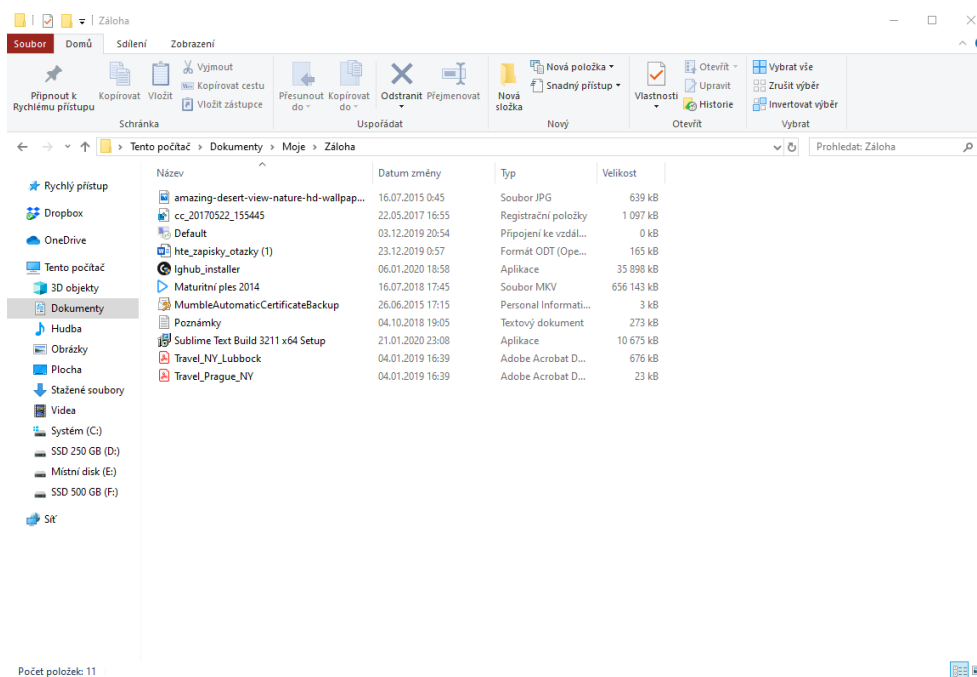 Záloha
Soubor Domů Sdílení Zobrazení
Připnout k Rychlému přístupu
Kopírovat
Vložit
Vyjmout
Kopírovat cestu
Vložit zástupce
Schránka
Přesunout do
Kopírovat do
Odstranit
Přejmenovat
Uspořádat
Nová složka
Nová položka
Snadný přístup
Nový
Vlastnosti
Otevřít
Upravit
Historie
Otevřít
Vybrat vše
Zrušit výběr
Invertovat výběr
Vybrat
Tento počítač > Dokumenty > Moje > Záloha
Prohledat: Záloha
Rychlý přístup
Dropbox
OneDrive
Tento počítač
3D objekty
Dokumenty
Hudba
Obrázky
Plocha
Stažené soubory
Videa
Systém (C:)
SSD 250 GB (D:)
Místní disk (E:)
SSD 500 GB (F:)
Síť
Název Datum změny Typ Velikost
amazing-desert-view-nature-hd-wallpap... 16.07.2015 0:45 Soubor JPG 639 kB
cc_20170522_155445 22.05.2017 16:55 Registrační položky 1 097 kB
Default 03.12.2019 20:54 Připojení ke vzdál... 0 kB
hte_zapisky_otazky (1) 23.12.2019 0:57 Formát ODT (Ope... 165 kB
lghub_installer 06.01.2020 18:58 Aplikace 35 898 kB
Maturitní ples 2014 16.07.2018 17:45 Soubor MKV 656 143 kB
MumbleAutomaticCertificateBackup 26.06.2015 17:15 Personal Informati... 3 kB
Poznámky 04.10.2018 19:05 Textový dokument 273 kB
Sublime Text Build 3211 x64 Setup 21.01.2020 23:08 Aplikace 10 675 kB
Travel_NY_Lubbock 04.01.2019 16:39 Adobe Acrobat D... 676 kB
Travel_Prague_NY 04.01.2019 16:39 Adobe Acrobat D... 23 kB
Počet položek: 11